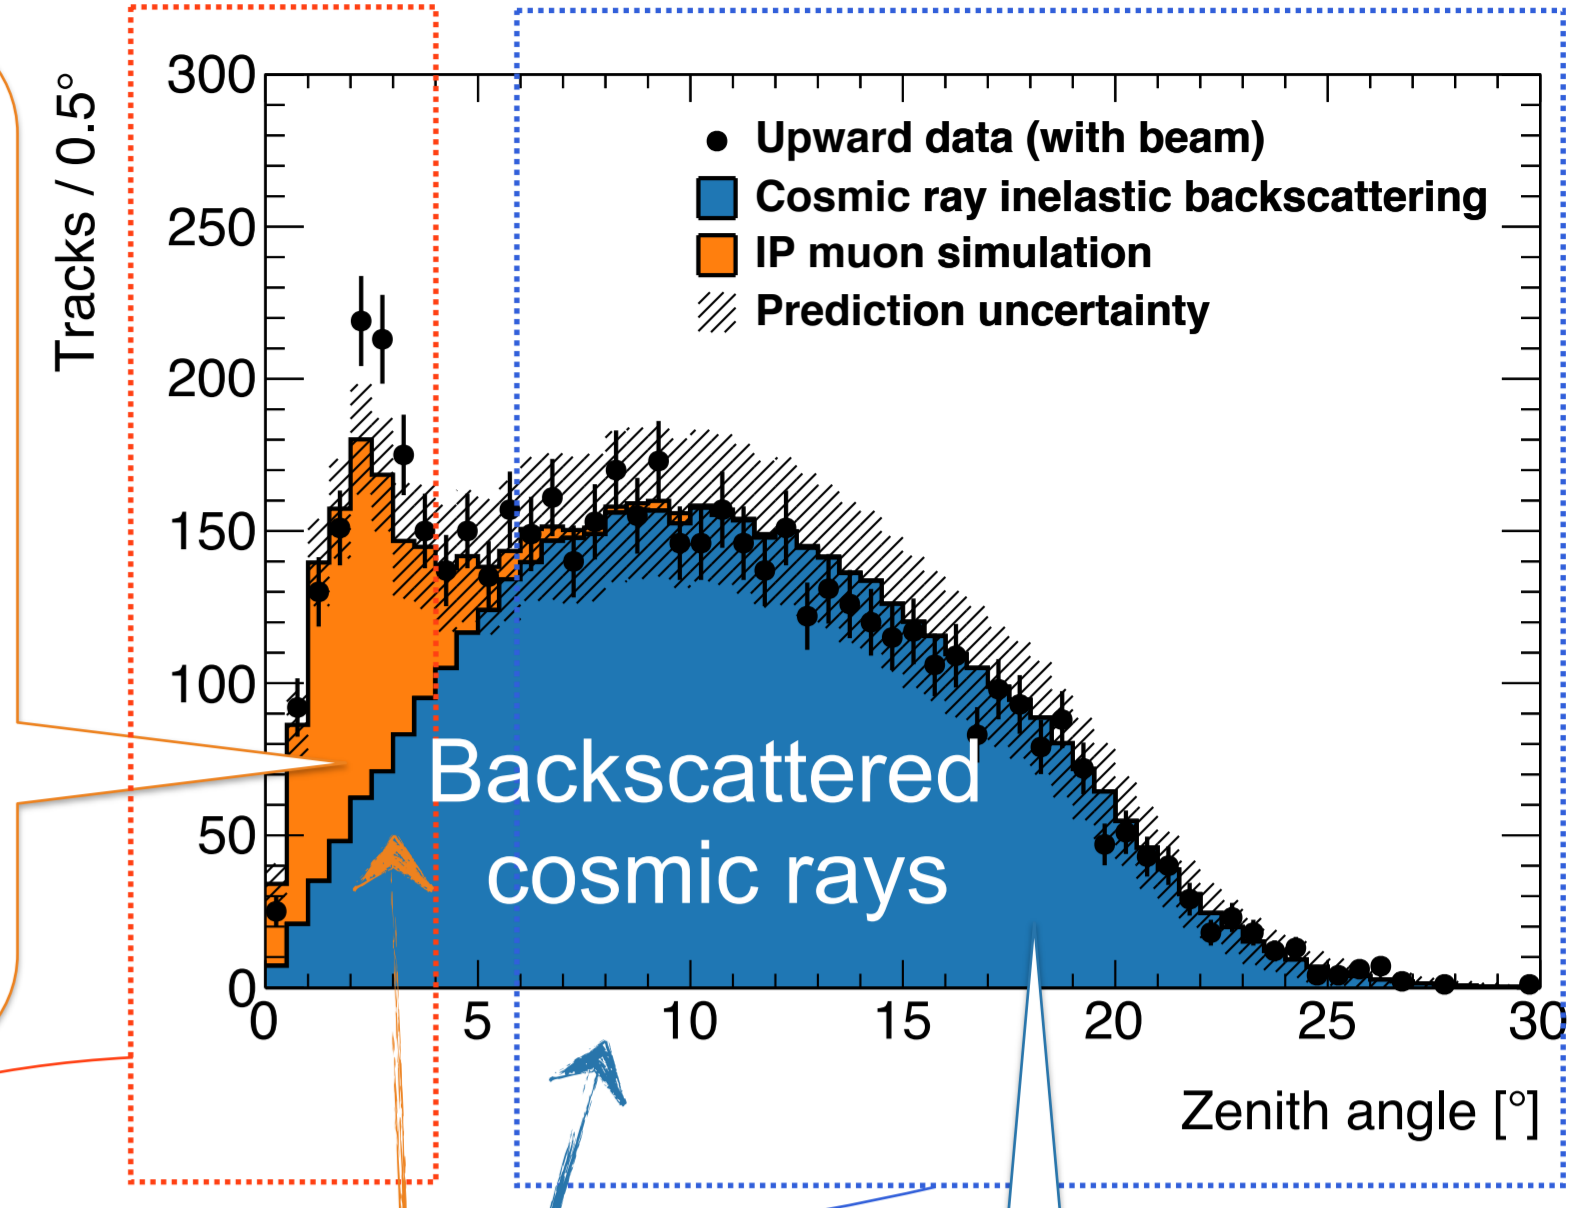 Tracks / 0.5°
300
250
200
150
100
50
0
Upward data (with beam)
Cosmic ray inelastic backscattering
IP muon simulation
Prediction uncertainty
Backscattered
cosmic rays
0 5 10 15 20 25 30
Zenith angle [°]